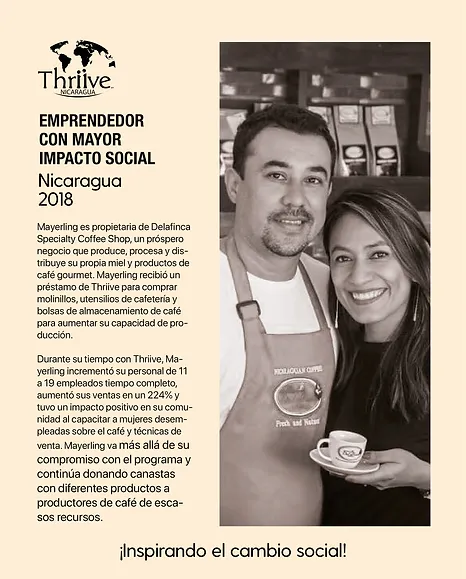 Thriive
NICARAGUA
EMPRENDEDOR
CON MAYOR
IMPACTO SOCIAL
Nicaragua
2018
Mayerling es propietaria de Delafinca
Specialty Coffee Shop, un próspero
negocio que produce, procesa y dis-
tribuye su propia miel y productos de
café gourmet. Mayerling recibió un
préstamo de Thriive para comprar
molinillos, utensilios de cafetería y
bolsas de almacenamiento de café
para aumentar su capacidad de pro-
ducción.
Durante su tiempo con Thriive, Ma-
yerling incrementó su personal de 11
a 19 empleados tiempo completo,
aumentó sus ventas en un 224% y
tuvo un impacto positivo en su comu-
nidad al capacitar a mujeres desem-
pleadas sobre el café y técnicas de
venta. Mayerling va más allá de su
compromiso con el programa y
continúa donando canastas
con diferentes productos a
productores de café de esca-
sos recursos.
NICARAGUAN COFFEE
Fresh and Natural
¡Inspirando el cambio social!